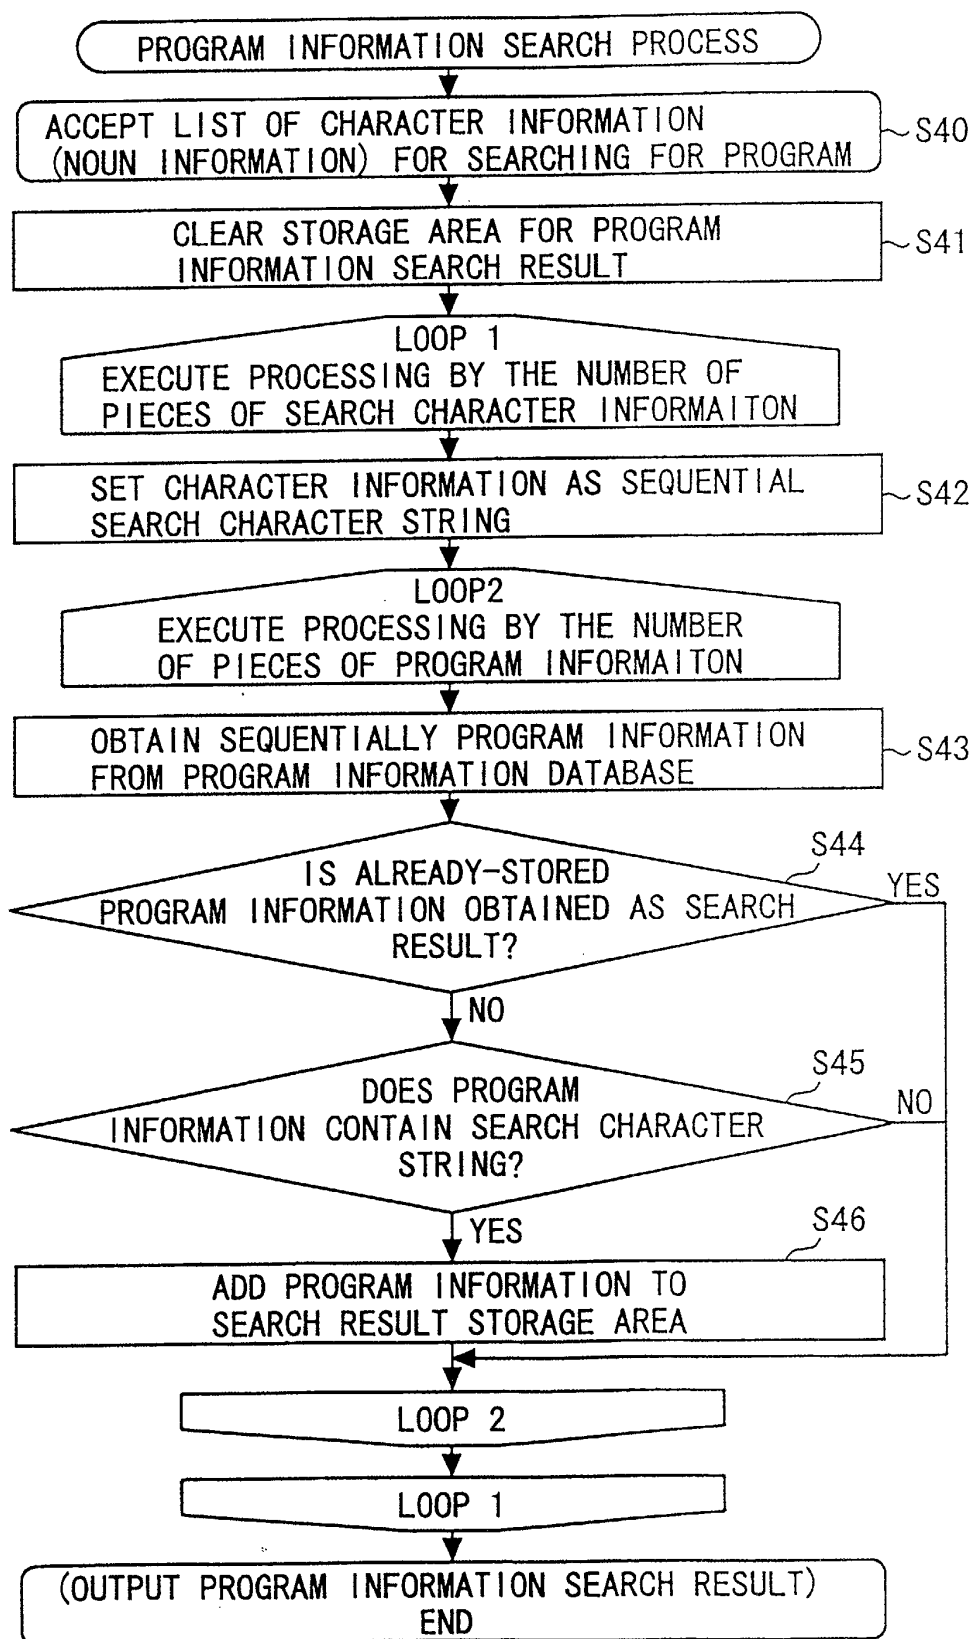 PROGRAM INFORMATION SEARCH PROCESS
ACCEPT LIST OF CHARACTER INFORMATION
(NOUN INFORMATION) FOR SEARCHING FOR PROGRAM
S40
CLEAR STORAGE AREA FOR PROGRAM
INFORMATION SEARCH RESULT
S41
LOOP 1
EXECUTE PROCESSING BY THE NUMBER OF
PIECES OF SEARCH CHARACTER INFORMAITON
SET CHARACTER INFORMATION AS SEQUENTIAL
SEARCH CHARACTER STRING
S42
LOOP2
EXECUTE PROCESSING BY THE NUMBER
OF PIECES OF PROGRAM INFORMAITON
OBTAIN SEQUENTIALLY PROGRAM INFORMATION
FROM PROGRAM INFORMATION DATABASE
S43
S44
IS ALREADY-STORED
PROGRAM INFORMATION OBTAINED AS SEARCH
RESULT?
YES
NO
S45
DOES PROGRAM
INFORMATION CONTAIN SEARCH CHARACTER
STRING?
NO
YES
S46
ADD PROGRAM INFORMATION TO
SEARCH RESULT STORAGE AREA
LOOP 2
LOOP 1
(OUTPUT PROGRAM INFORMATION SEARCH RESULT)
END